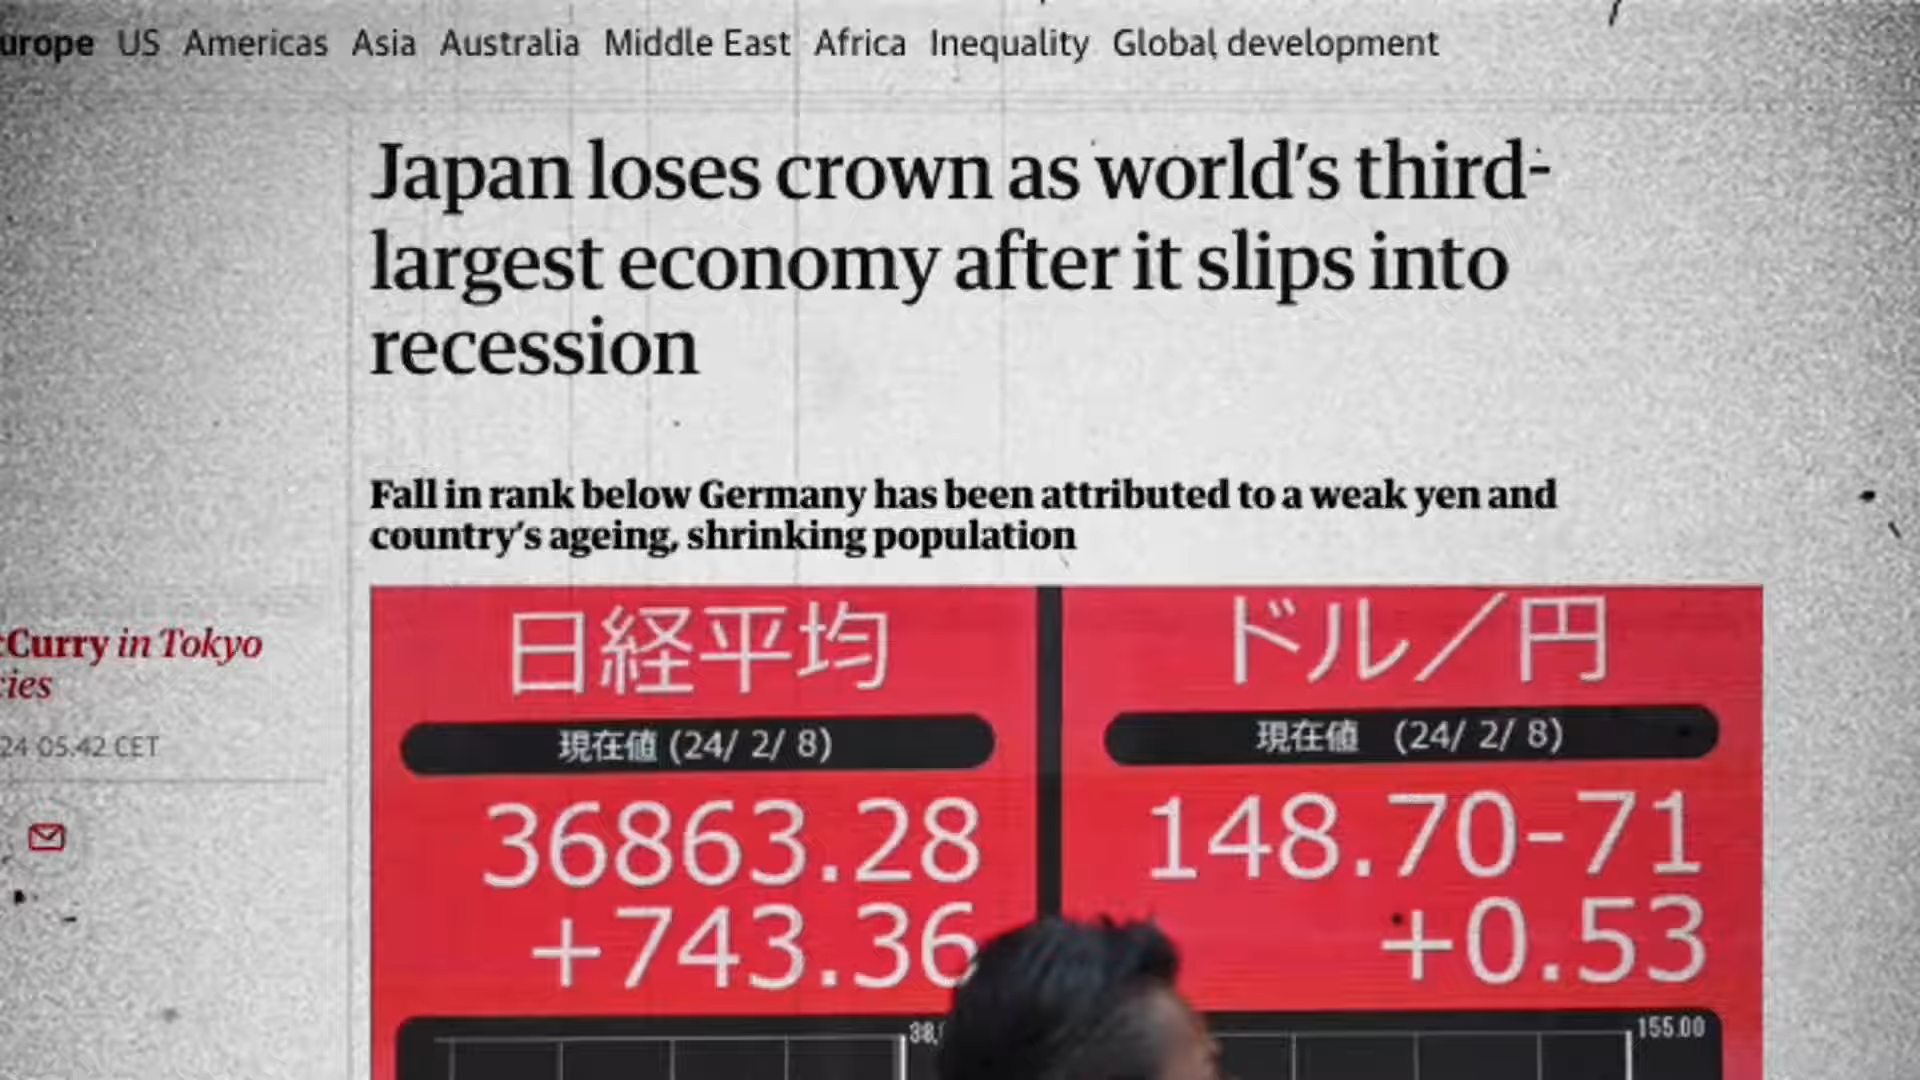 urope US Americas Asia Australia Middle East Africa Inequality Global development
Japan loses crown as world's third-
largest economy after it slips into
recession
Fall in rank below Germany has been attributed to a weak yen and
country's ageing, shrinking population
cCurry in Tokyo
cies
24 05.42 CET
日経平均
現在値 (24/ 2/ 8)
36863.28
+743.36
38,
ドル／円
現在値 (24/ 2/ 8)
148.70-71
+0.53
155.00